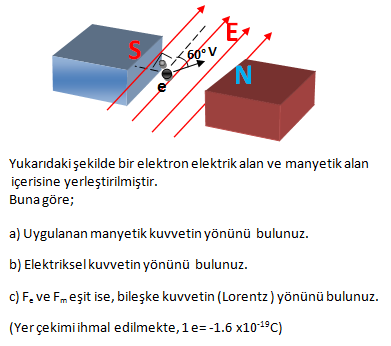 S
E
60° V
e
N
Yukarıdaki şekilde bir elektron elektrik alan ve manyetik alan
içerisine yerleştirilmiştir.
Buna göre;
a) Uygulanan manyetik kuvvetin yönünü bulunuz.
b) Elektriksel kuvvetin yönünü bulunuz.
c) Fₑ ve Fₘ eşit ise, bileşke kuvvetin (Lorentz ) yönünü bulunuz.
(Yer çekimi ihmal edilmekte, 1 e= -1.6 x10⁻¹⁹C)